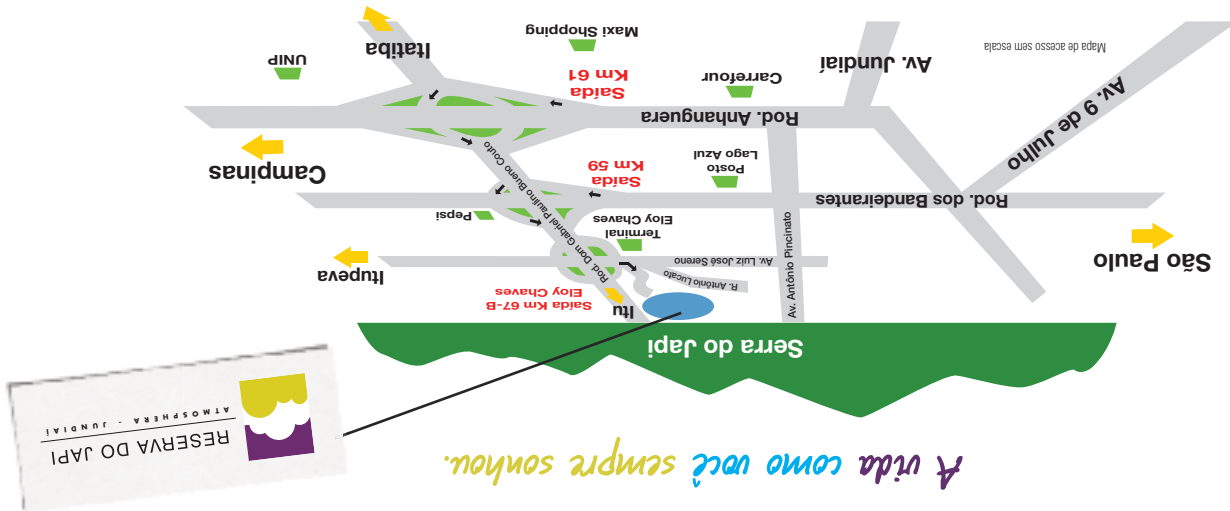 A vida como você sempre sonhou.
RESERVA DO JAPI
ATMOSPHERA - JUNDIAÍ
Serra do Japi
Itu
Saída Km 67-B
Eloy Chaves
R. Antônio Lucato
Av. Antônio Pincinato
São Paulo
Av. Luiz José Sereno
Itupeva
Rod. Dom Gabriel Paulino Bueno Couto
Terminal
Eloy Chaves
Pepsi
Rod. dos Bandeirantes
Posto
Lago Azul
Saída
Km 59
Campinas
Av. 9 de Julho
Rod. Anhanguera
Carrefour
Saída
Km 61
UNIP
Av. Jundiaí
Mapa de acesso sem escala
Maxi Shopping
Itatiba